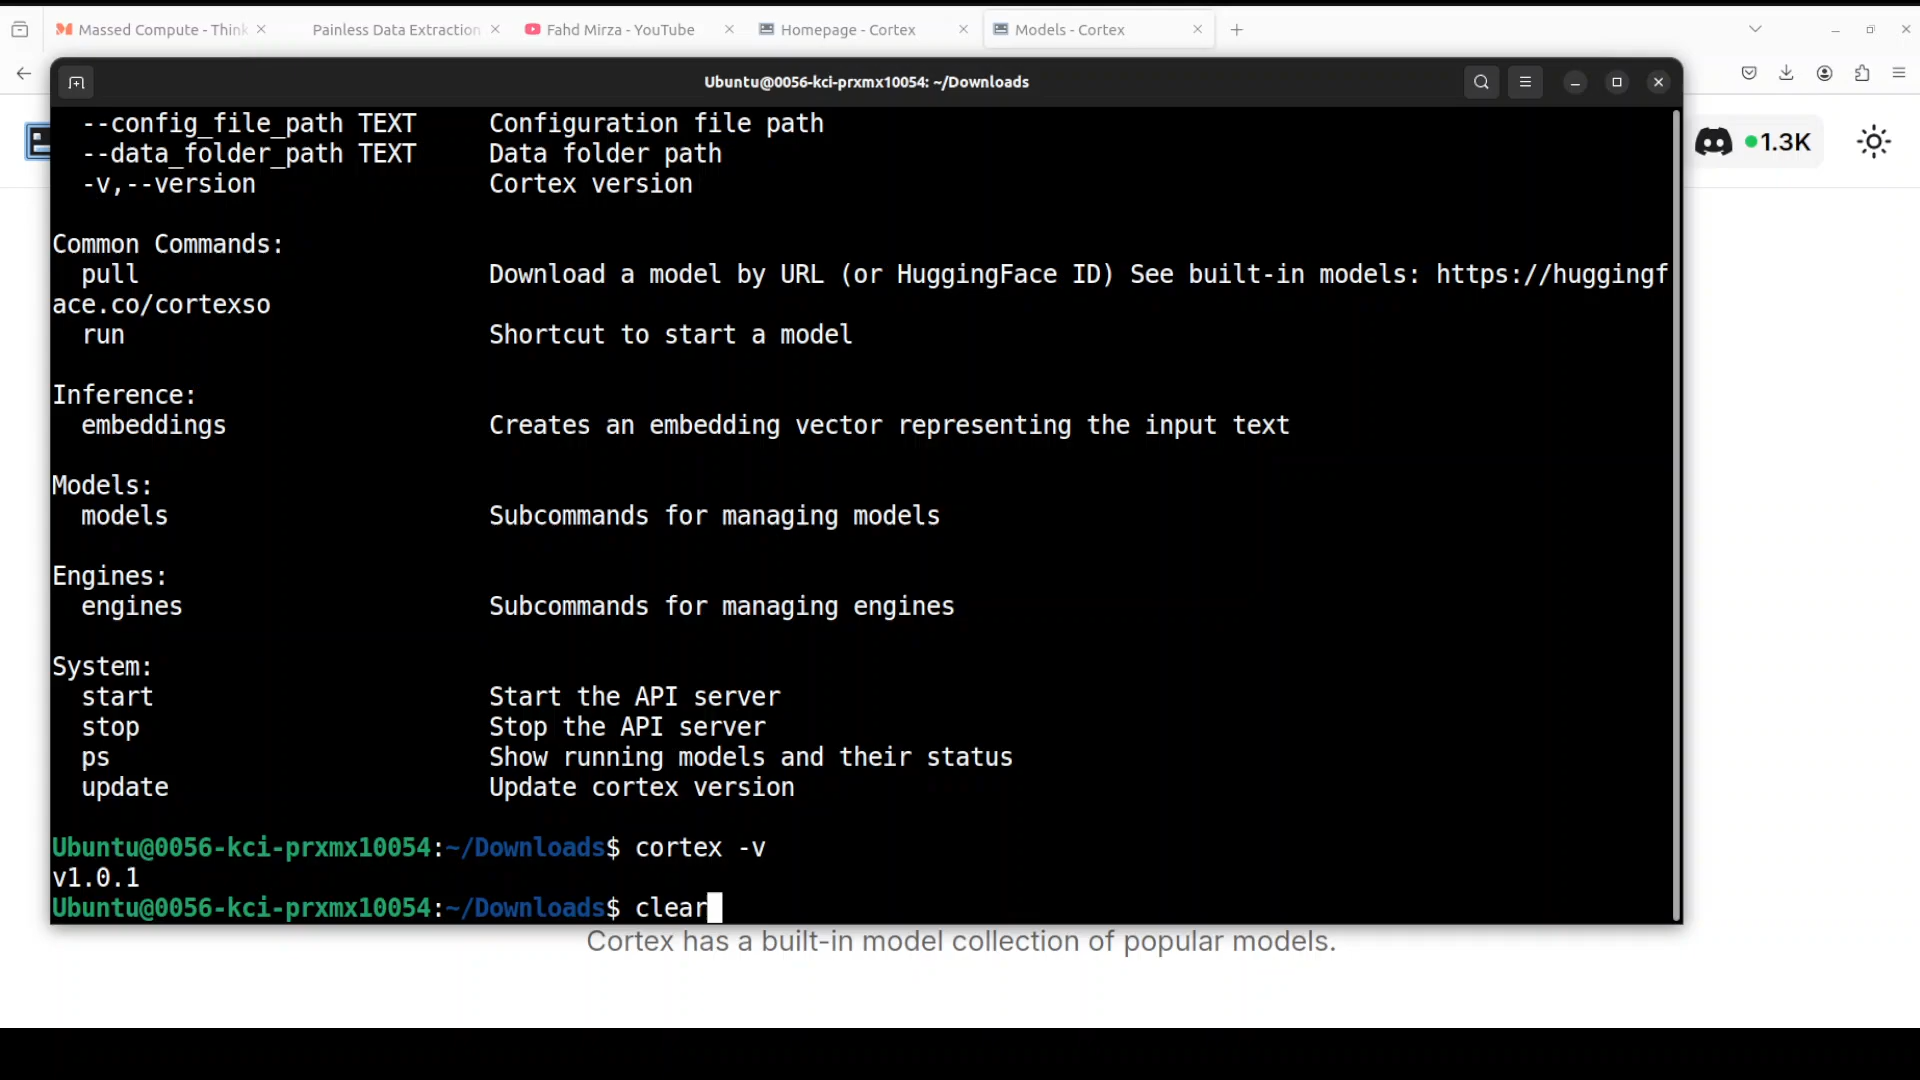 Massed Compute - Think
Painless Data Extraction
Fahd Mirza - YouTube
Homepage - Cortex
Models - Cortex
Ubuntu@0056-kci-prxmx10054: ~/Downloads
1.3K
--config_file_path TEXT Configuration file path
--data_folder_path TEXT Data folder path
-v,--version Cortex version
Common Commands:
pull Download a model by URL (or HuggingFace ID) See built-in models: https://huggingf
ace.co/cortexso
run Shortcut to start a model
Inference:
embeddings Creates an embedding vector representing the input text
Models:
models Subcommands for managing models
Engines:
engines Subcommands for managing engines
System:
start Start the API server
stop Stop the API server
ps Show running models and their status
update Update cortex version
Ubuntu@0056-kci-prxmx10054:~/Downloads$ cortex -v
v1.0.1
Ubuntu@0056-kci-prxmx10054:~/Downloads$ clear
Cortex has a built-in model collection of popular models.